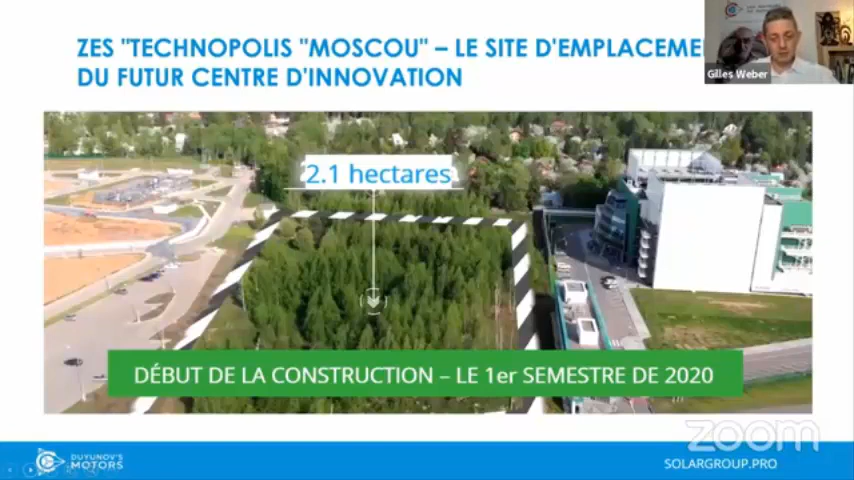 ZES "TECHNOPOLIS "MOSCOU" – LE SITE D'EMPLACEME
DU FUTUR CENTRE D'INNOVATION
Gilles Weber
2.1 hectares
DÉBUT DE LA CONSTRUCTION – LE 1er SEMESTRE DE 2020
zoom
DUYUNOV'S
MOTORS
SOLARGROUP.PRO